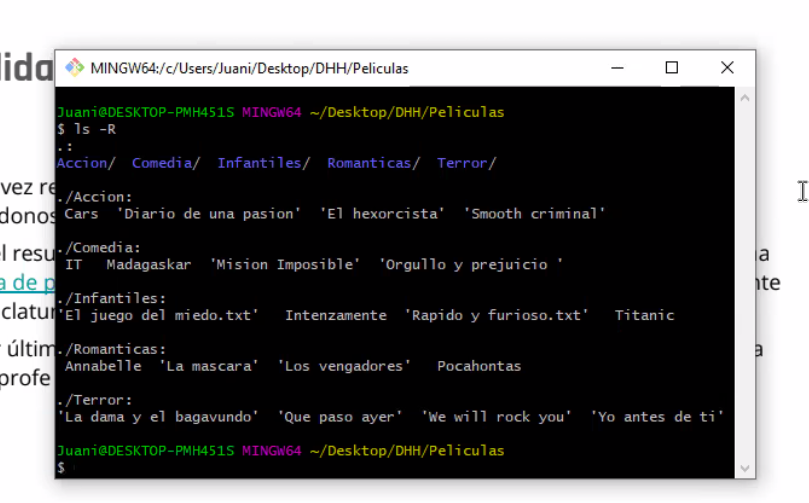 lida
MINGW64:/c/Users/Juani/Desktop/DHH/Peliculas
Juani@DESKTOP-PMH451S MINGW64 ~/Desktop/DHH/Peliculas
$ ls -R
.:
Accion/  Comedia/  Infantiles/  Romanticas/  Terror/
./Accion:
Cars  'Diario de una pasion'  'El hexorcista'  'Smooth criminal'
./Comedia:
IT  Madagaskar  'Mision Imposible'  'Orgullo y prejuicio '
./Infantiles:
'El juego del miedo.txt'  Intenzamente  'Rapido y furioso.txt'  Titanic
./Romanticas:
Annabelle  'La mascara'  'Los vengadores'  Pocahontas
./Terror:
'La dama y el bagavundo'  'Que paso ayer'  'We will rock you'  'Yo antes de ti'
Juani@DESKTOP-PMH451S MINGW64 ~/Desktop/DHH/Peliculas
$
vez re
donos
el resu
a de p
nte
clatur
últim
a
profe